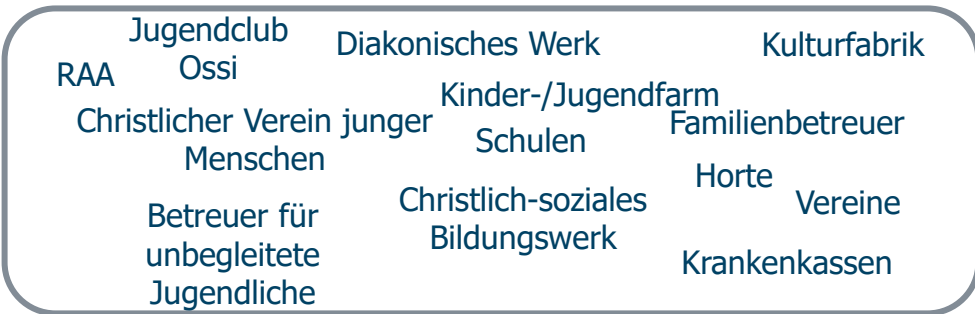 Jugendclub
Ossi
Diakonisches Werk
Kulturfabrik
RAA
Kinder-/Jugendfarm
Christlicher Verein junger
Menschen
Schulen
Familienbetreuer
Horte
Vereine
Christlich-soziales
Bildungswerk
Betreuer für
unbegleitete
Jugendliche
Krankenkassen